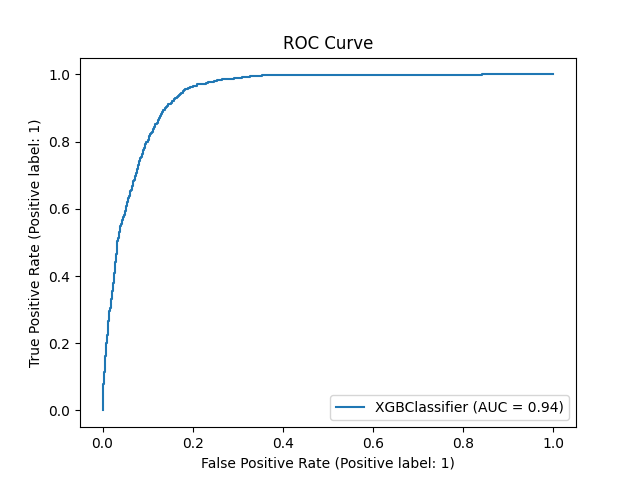 ROC Curve
1.0
0.8
0.6
0.4
0.2
0.0
True Positive Rate (Positive label: 1)
XGBClassifier (AUC = 0.94)
0.0 0.2 0.4 0.6 0.8 1.0
False Positive Rate (Positive label: 1)